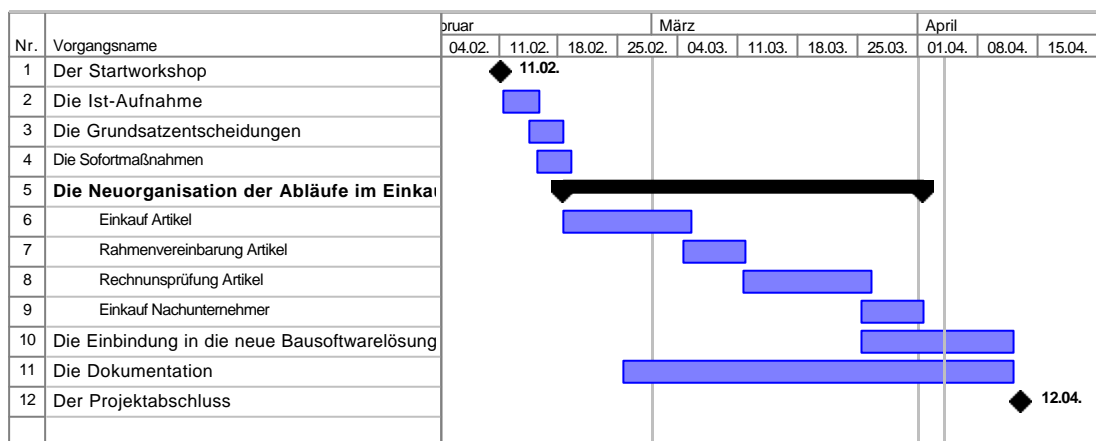 bruar März April
Nr. Vorgangsname 04.02. 11.02. 18.02. 25.02. 04.03. 11.03. 18.03. 25.03. 01.04. 08.04. 15.04.
1 Der Startworkshop 11.02.
2 Die Ist-Aufnahme
3 Die Grundsatzentscheidungen
4 Die Sofortmaßnahmen
5 Die Neuorganisation der Abläufe im Einkau
6 Einkauf Artikel
7 Rahmenvereinbarung Artikel
8 Rechnunsprüfung Artikel
9 Einkauf Nachunternehmer
10 Die Einbindung in die neue Bausoftwarelösung
11 Die Dokumentation
12 Der Projektabschluss 12.04.